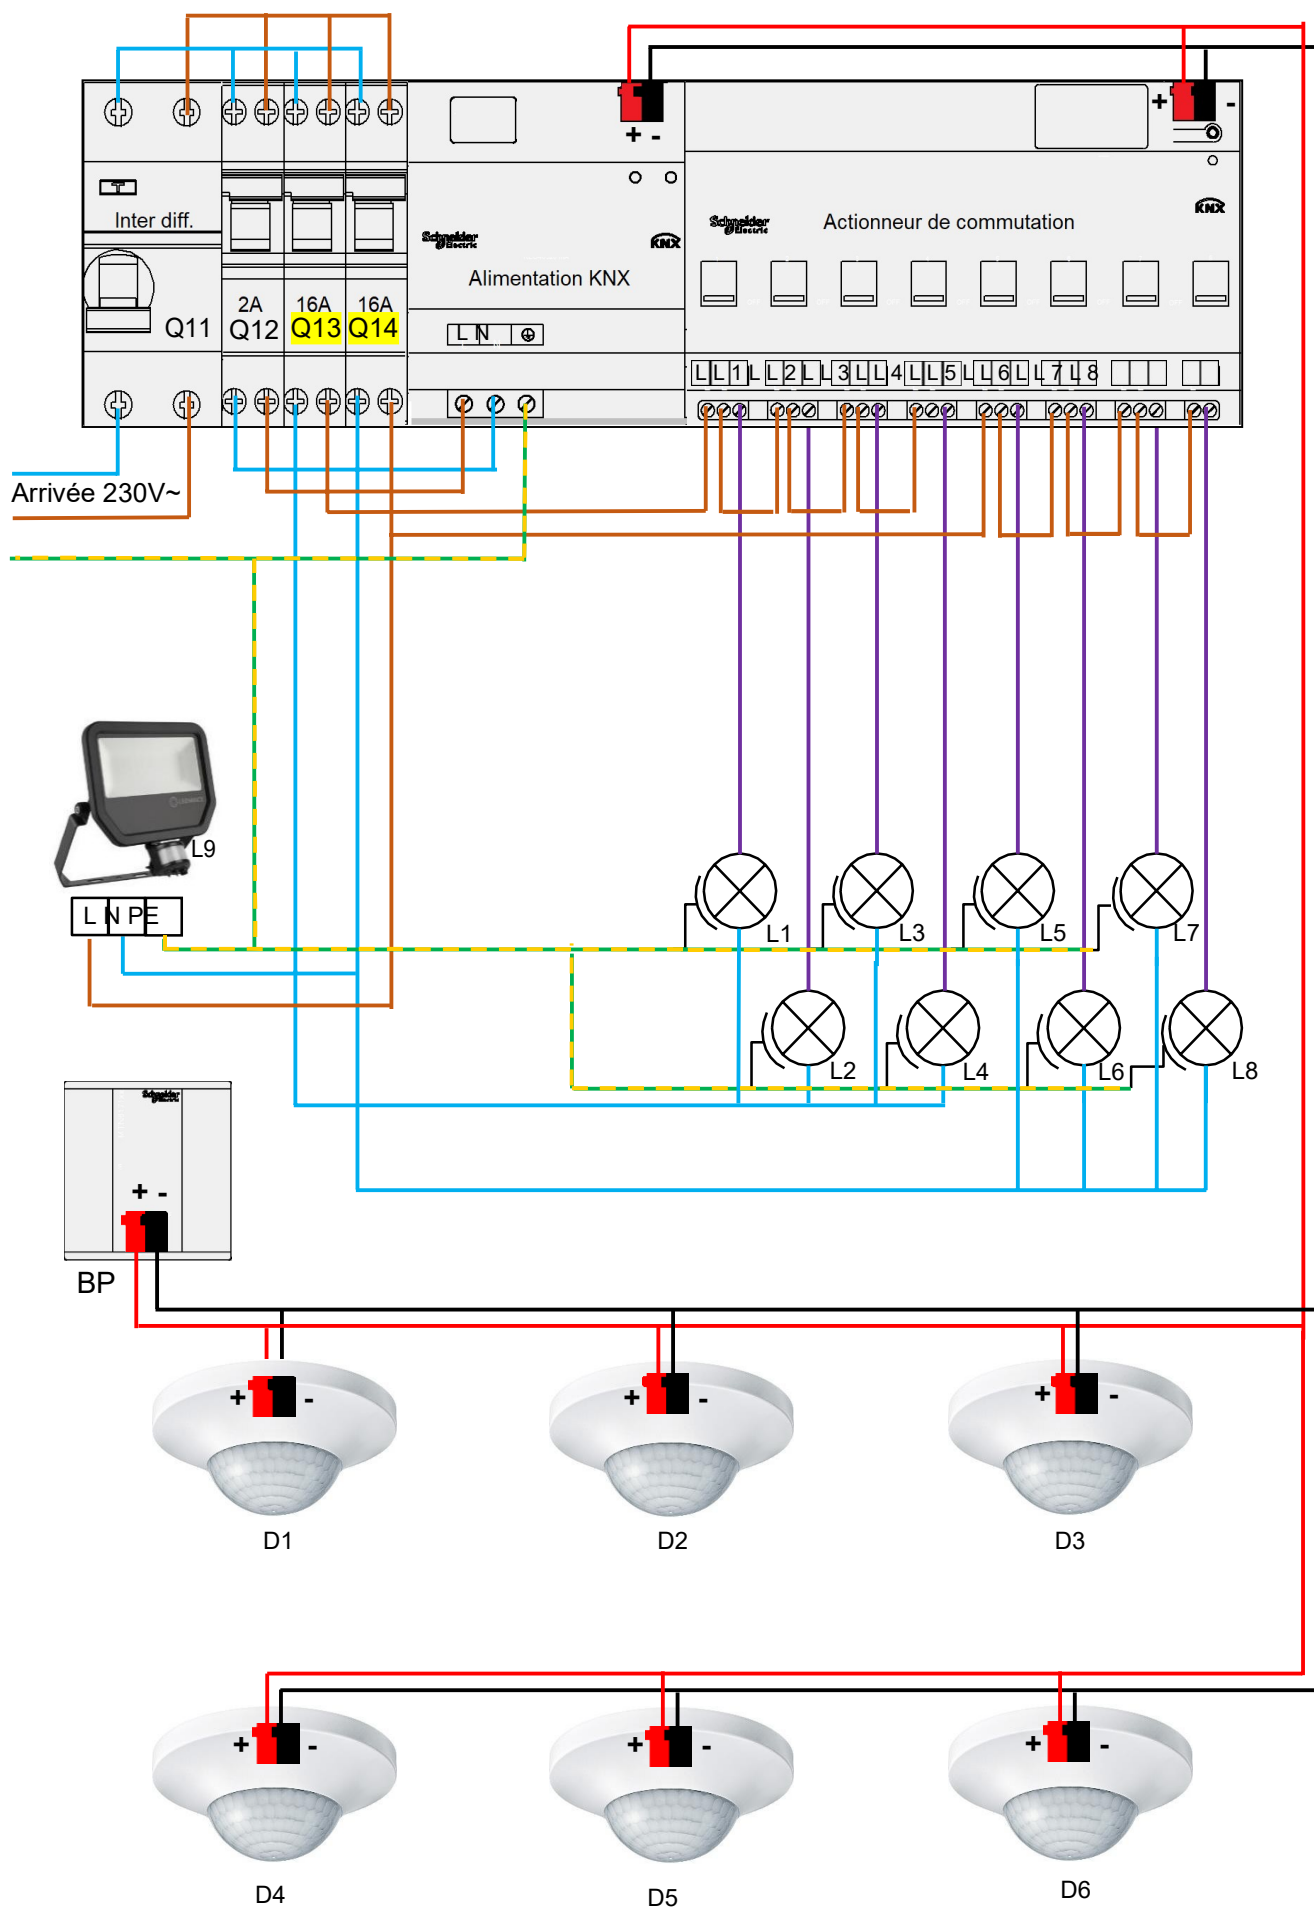 + -
+ -
T
Inter diff.
Schneider
Electric
KNX
Alimentation KNX
Schneider
Electric
Actionneur de commutation
KNX
2A 16A 16A
Q11 Q12 Q13 Q14
L N
L L 1 L L 2 L L 3 L L 4 L L 5 L L 6 L L 7 L 8
Arrivée 230V~
L9
L N PE
L1 L3 L5 L7
L2 L4 L6 L8
Schneider
Electric
+ -
BP
+ - + - + -
D1 D2 D3
+ - + - + -
D4 D5 D6